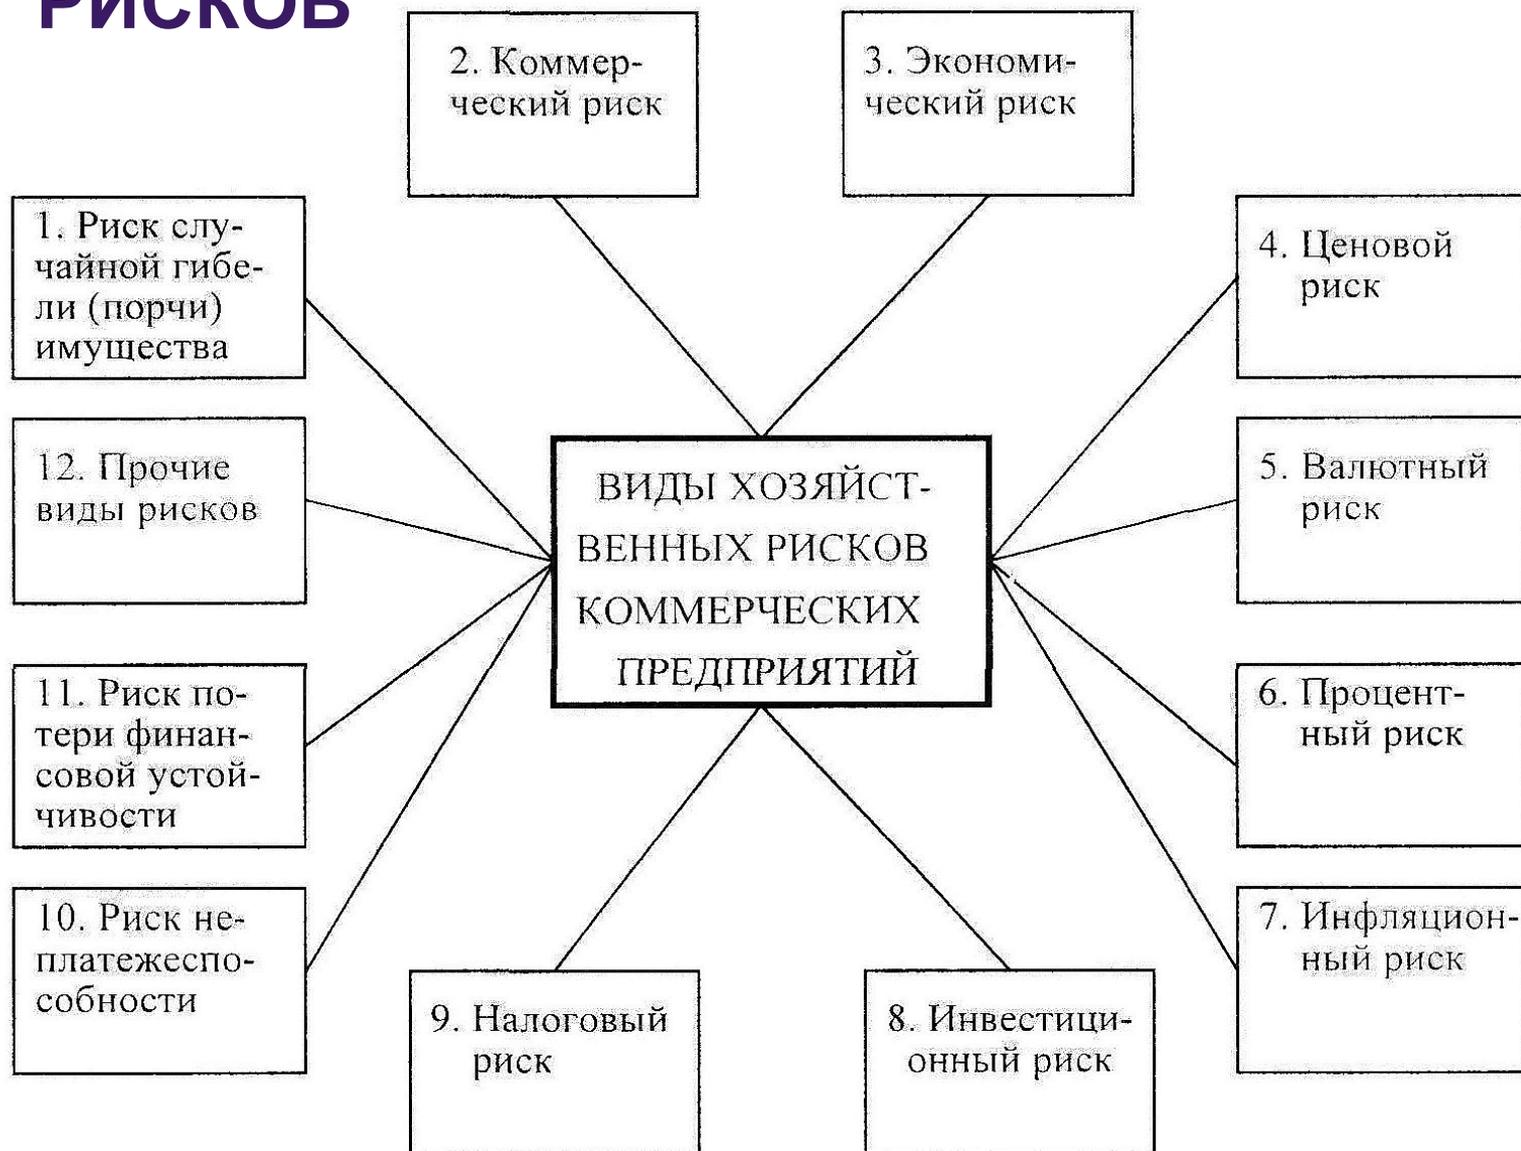 РИСКОВ
2. Коммер-
ческий риск
3. Экономи-
ческий риск
1. Риск слу-
чайной гибе-
ли (порчи)
имущества
4. Ценовой
риск
12. Прочие
виды рисков
5. Валютный
риск
ВИДЫ ХОЗЯЙСТ-
ВЕННЫХ РИСКОВ
КОММЕРЧЕСКИХ
ПРЕДПРИЯТИЙ
11. Риск по-
тери финан-
совой устой-
чивости
6. Процент-
ный риск
10. Риск не-
платежеспо-
собности
7. Инфляцион-
ный риск
9. Налоговый
риск
8. Инвестици-
онный риск